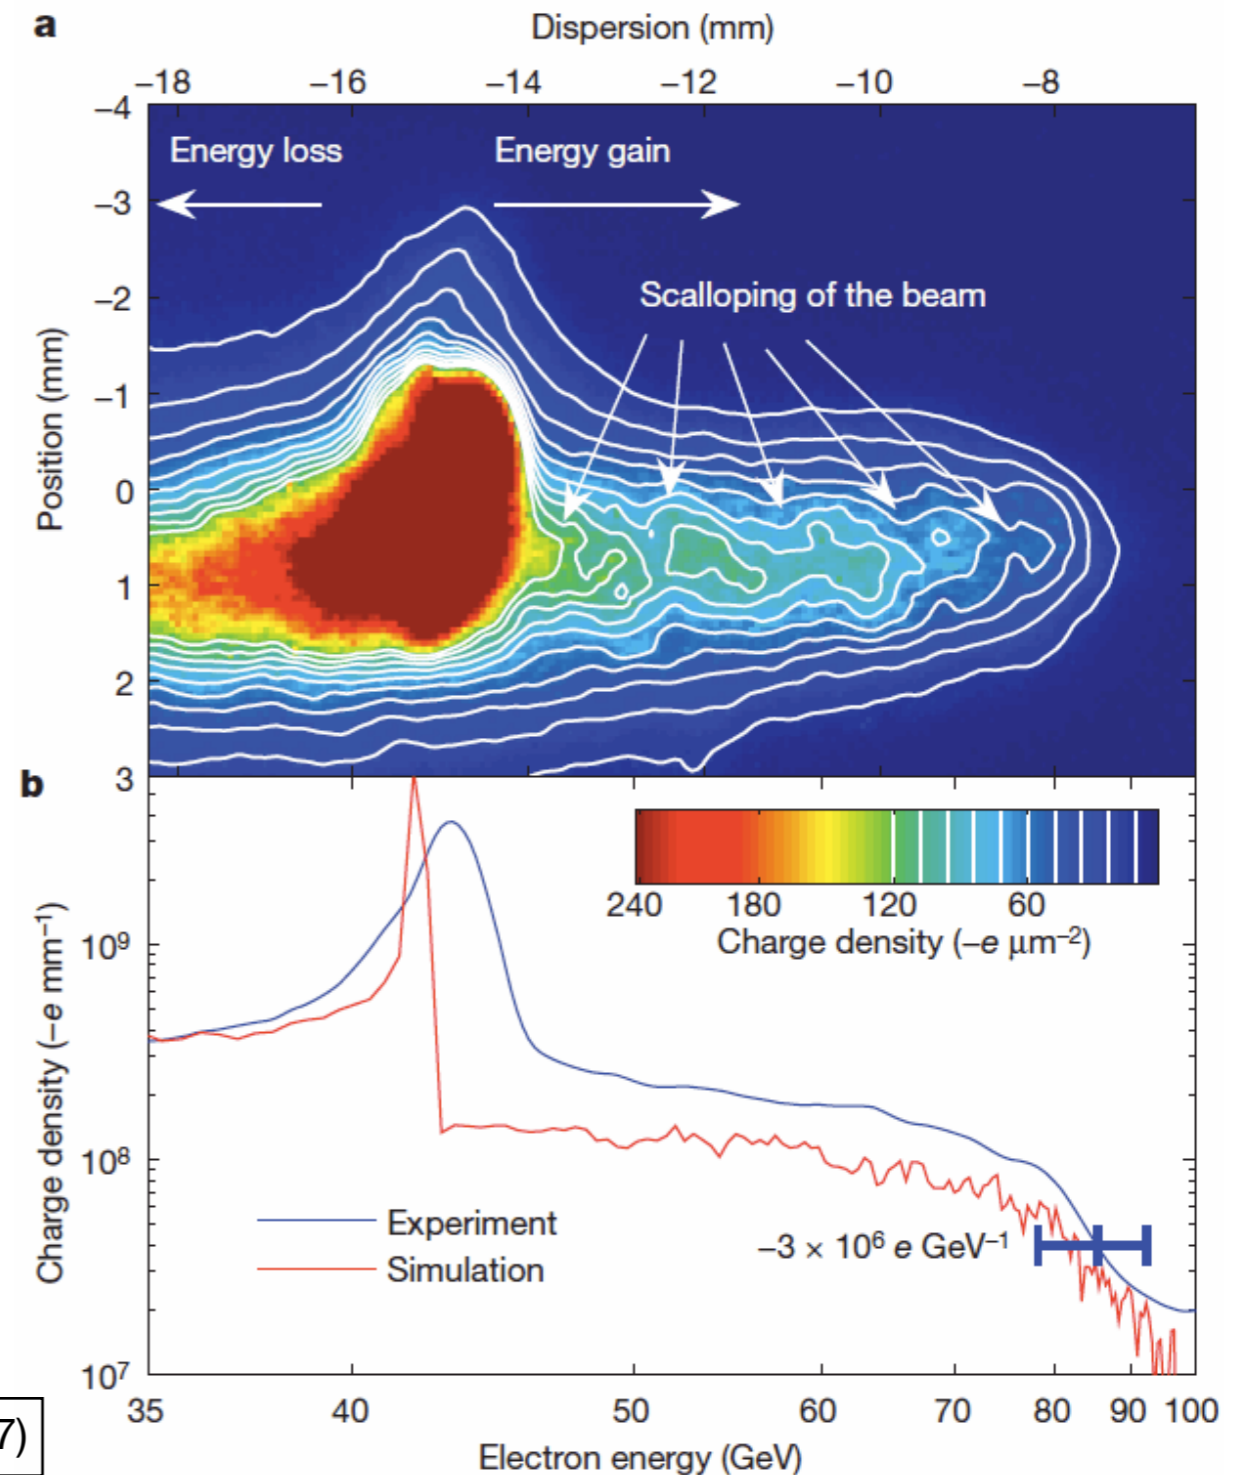 a
Dispersion (mm)
−18 −16 −14 −12 −10 −8
−4
Energy loss Energy gain
−3
−2
Scalloping of the beam
−1
Position (mm)
0
1
2
3
b
240 180 120 60
Charge density (−e μm⁻²)
10⁹
Charge density (−e mm⁻¹)
10⁸
Experiment
−3 × 10⁶ e GeV⁻¹
Simulation
10⁷
35 40 50 60 70 80 90 100
7)
Electron energy (GeV)